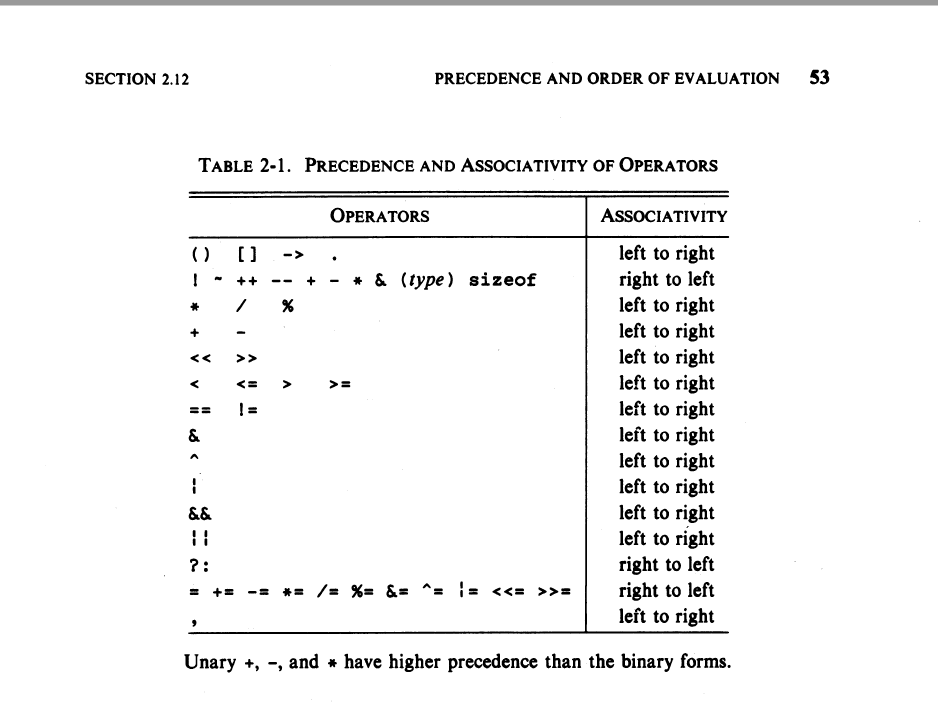 SECTION 2.12 PRECEDENCE AND ORDER OF EVALUATION 53
TABLE 2-1. PRECEDENCE AND ASSOCIATIVITY OF OPERATORS
OPERATORS ASSOCIATIVITY
() [] -> . left to right
! ~ ++ -- + - * & (type) sizeof right to left
* / % left to right
+ - left to right
<< >> left to right
< <= > >= left to right
== != left to right
& left to right
^ left to right
| left to right
&& left to right
|| left to right
?: right to left
= += -= *= /= %= &= ^= |= <<= >>= right to left
, left to right
Unary +, -, and * have higher precedence than the binary forms.